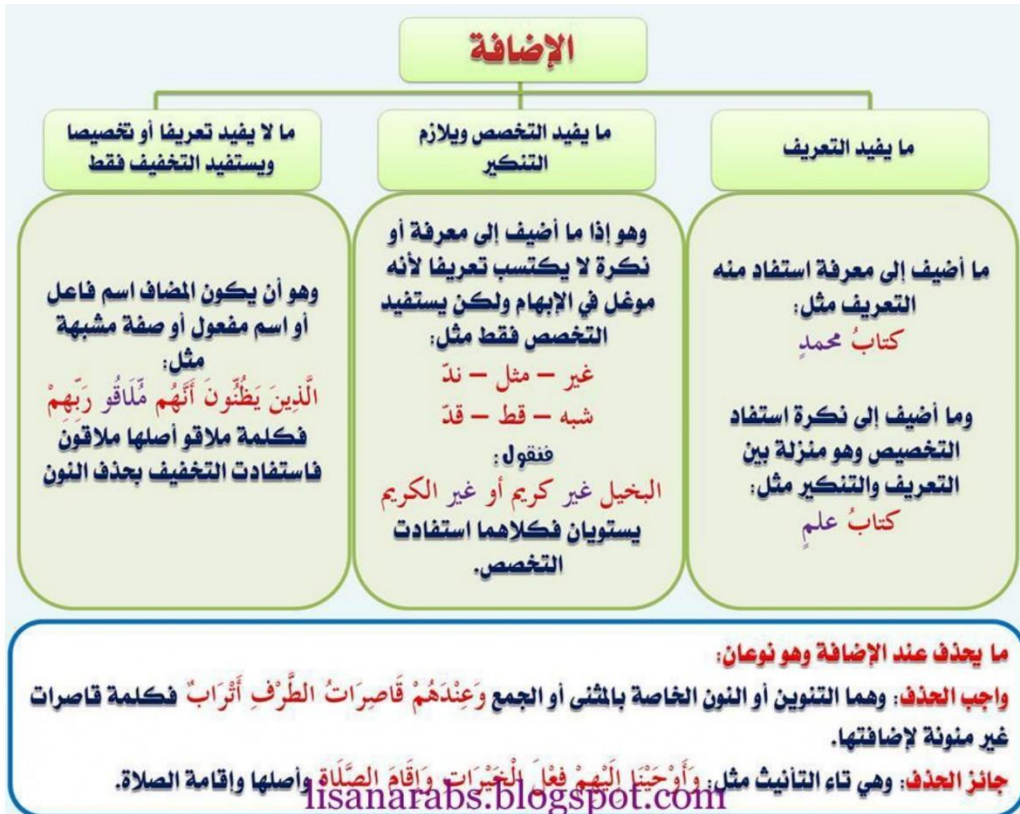 الإضافة
ما يفيد التعريف
ما أضيف إلى معرفة استفاد منه
التعريف مثل:
كتابُ محمدٍ
وما أضيف إلى نكرة استفاد
التخصيص وهو منزلة بين
التعريف والتنكير مثل:
كتابُ علمٍ
ما يفيد التخصص ويلازم
التنكير
وهو إذا ما أضيف إلى معرفة أو
نكرة لا يكتسب تعريفا لأنه
موغل في الإبهام ولكن يستفيد
التخصص فقط مثل:
غير – مثل – ندّ
شبه – قط – قدّ
فنقول:
البخيل غير كريم أو غير الكريم
يستويان فكلاهما استفادت
التخصص.
ما لا يفيد تعريفا أو تخصيصا
ويستفيد التخفيف فقط
وهو أن يكون المضاف اسم فاعل
أو اسم مفعول أو صفة مشبهة
مثل:
الَّذِينَ يَظُنُّونَ أَنَّهُم مُّلَاقُو رَبِّهِمْ
فكلمة ملاقو أصلها ملاقون
فاستفادت التخفيف بحذف النون
ما يحذف عند الإضافة وهو نوعان:
واجب الحذف: وهما التنوين أو النون الخاصة بالمثنى أو الجمع وَعِنْدَهُمْ قَاصِرَاتُ الطَّرْفِ أَتْرَابٌ فكلمة قاصرات
غير منونة لإضافتها.
جائز الحذف: وهي تاء التأنيث مثل: وَأَوْحَيْنَا إِلَيْهِمْ فِعْلَ الْخَيْرَاتِ وَإِقَامَ الصَّلَاةِ وأصلها وإقامة الصلاة.
lisanarabs.blogspot.com